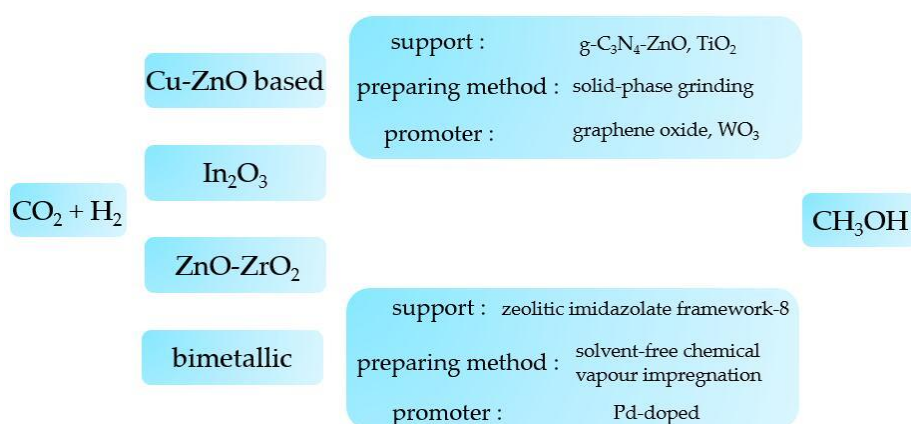 CO₂ + H₂
Cu-ZnO based
In₂O₃
ZnO-ZrO₂
bimetallic
support : g-C₃N₄-ZnO, TiO₂
preparing method : solid-phase grinding
promoter : graphene oxide, WO₃
support : zeolitic imidazolate framework-8
preparing method : solvent-free chemical
vapour impregnation
promoter : Pd-doped
CH₃OH